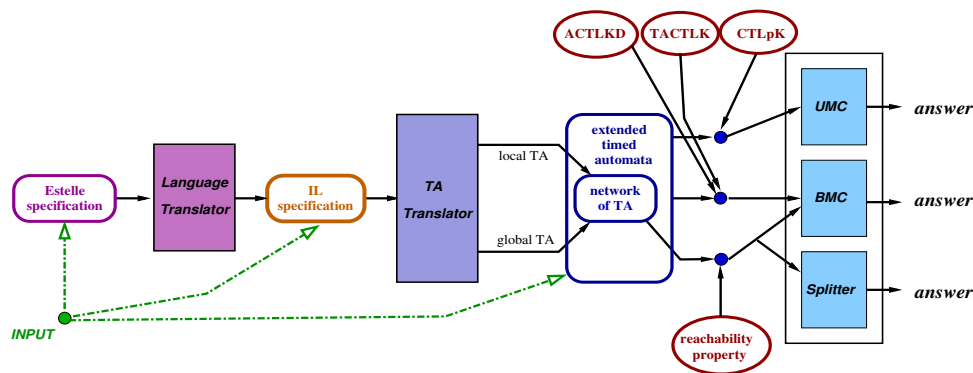 ACTLKD
TACTLK
CTLpK
Estelle
specification
Language
Translator
IL
specification
TA
Translator
local TA
global TA
extended
timed
automata
network
of TA
UMC
BMC
Splitter
answer
answer
answer
INPUT
reachability
property